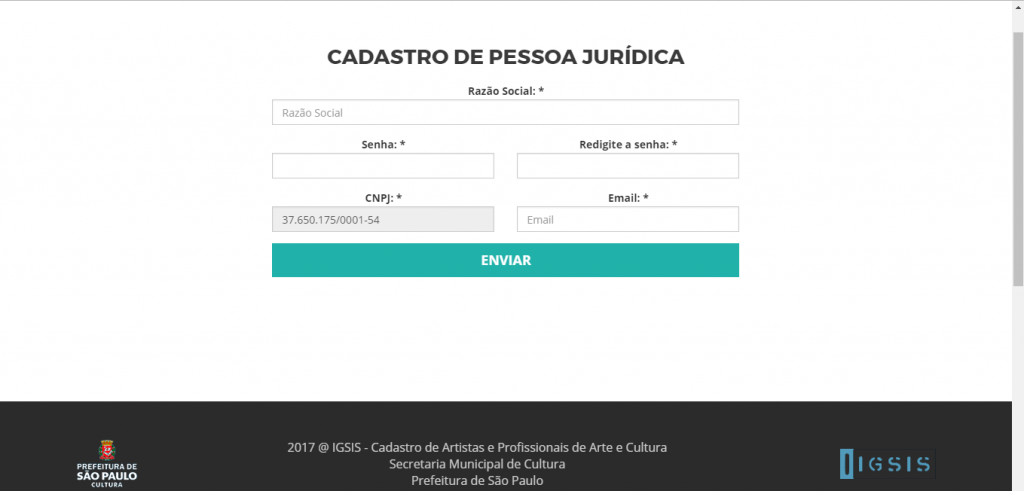 CADASTRO DE PESSOA JURÍDICA
Razão Social: *
Razão Social
Senha: *
Redigite a senha: *
CNPJ: *
Email: *
37.650.175/0001-54
Email
ENVIAR
PREFEITURA DE
SÃO PAULO
CULTURA
2017 @ IGSIS - Cadastro de Artistas e Profissionais de Arte e Cultura
Secretaria Municipal de Cultura
Prefeitura de São Paulo
IGSIS